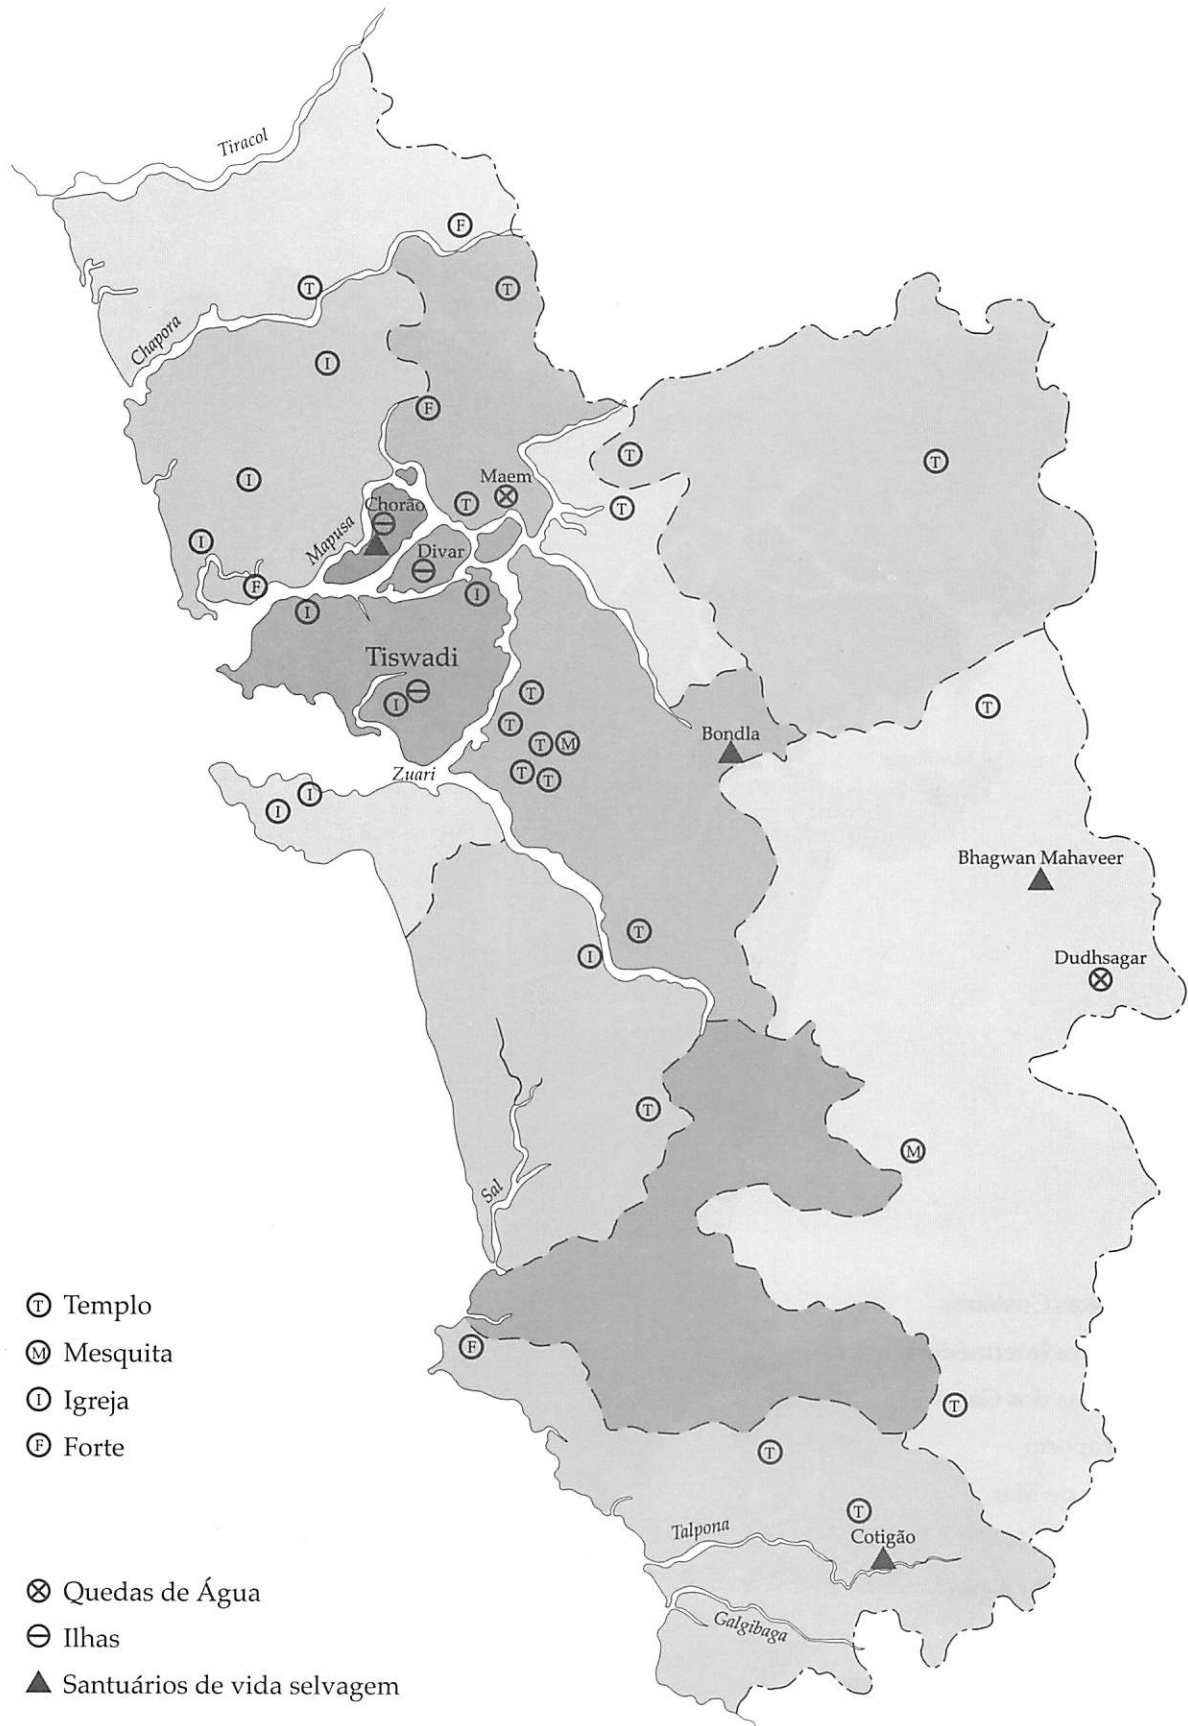 Tiracol
F
T
T
Chapora
I
F
T
T
I
Maem
T
T
Chorão
Mapusa
I
Divar
F
I
I
Tiswadi
T
I
T
T
Bondla
T
M
Zuari
T
T
I
I
Bhagwan Mahaveer
T
I
Dudhsagar
T
M
Sal
T Templo
F
M Mesquita
I Igreja
T
F Forte
T
T
Talpona
Cotigão
Quedas de Água
Galgibaga
Ilhas
Santuários de vida selvagem